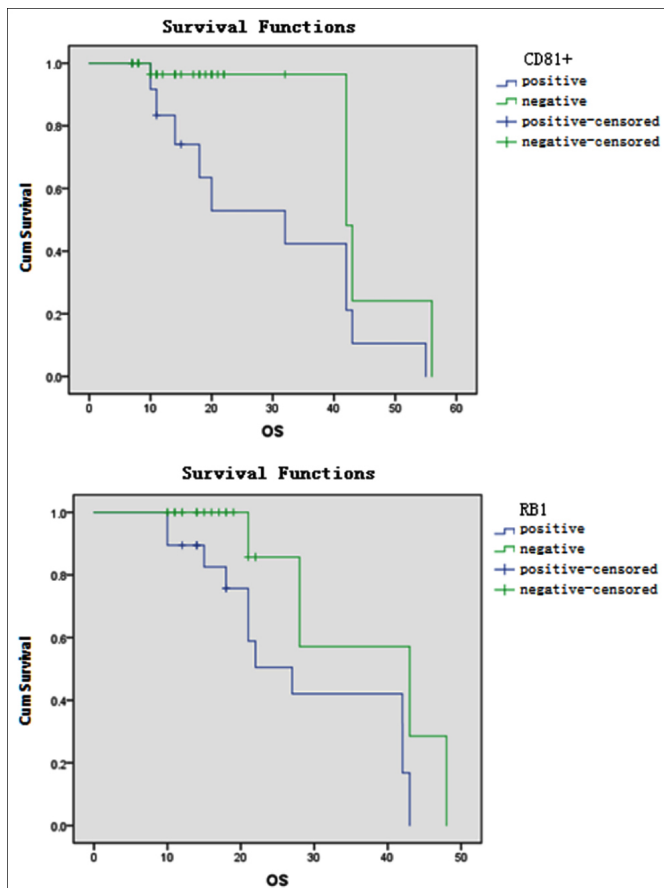 Survival Functions
CD81+
positive
negative
positive-censored
negative-censored
Cum Survival
1.0
0.8
0.6
0.4
0.2
0.0
0 10 20 30 40 50 60
OS
Survival Functions
RB1
positive
negative
positive-censored
negative-censored
Cum Survival
1.0
0.8
0.6
0.4
0.2
0.0
0 10 20 30 40 50
OS